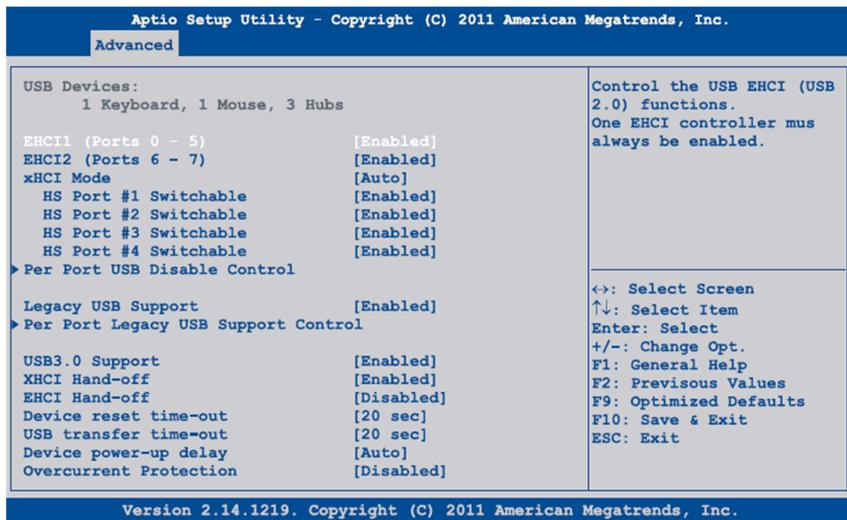 Aptio Setup Utility - Copyright (C) 2011 American Megatrends, Inc.
Advanced
USB Devices:
1 Keyboard, 1 Mouse, 3 Hubs
EHCI1 (Ports 0 - 5) [Enabled]
EHCI2 (Ports 6 - 7) [Enabled]
xHCI Mode [Auto]
HS Port #1 Switchable [Enabled]
HS Port #2 Switchable [Enabled]
HS Port #3 Switchable [Enabled]
HS Port #4 Switchable [Enabled]
Per Port USB Disable Control
Legacy USB Support [Enabled]
Per Port Legacy USB Support Control
USB3.0 Support [Enabled]
XHCI Hand-off [Enabled]
EHCI Hand-off [Disabled]
Device reset time-out [20 sec]
USB transfer time-out [20 sec]
Device power-up delay [Auto]
Overcurrent Protection [Disabled]
Control the USB EHCI (USB
2.0) functions.
One EHCI controller mus
always be enabled.
↔: Select Screen
↑↓: Select Item
Enter: Select
+/-: Change Opt.
F1: General Help
F2: Previsous Values
F9: Optimized Defaults
F10: Save & Exit
ESC: Exit
Version 2.14.1219. Copyright (C) 2011 American Megatrends, Inc.